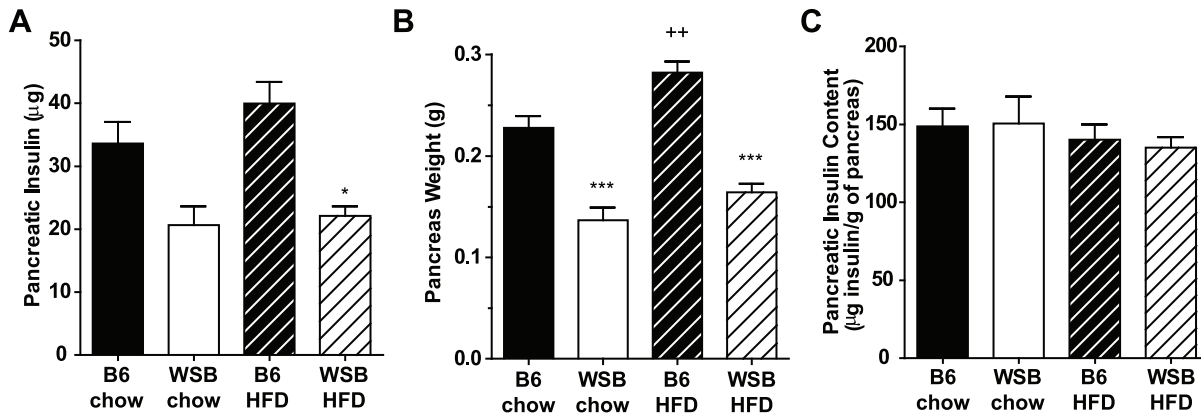 A
Pancreatic Insulin (μg)
50
40
30
20
10
0
*
B6 chow
WSB chow
B6 HFD
WSB HFD
B
Pancreas Weight (g)
0.3
0.2
0.1
0.0
***
++
***
B6 chow
WSB chow
B6 HFD
WSB HFD
C
Pancreatic Insulin Content
(μg insulin/g of pancreas)
200
150
100
50
0
B6 chow
WSB chow
B6 HFD
WSB HFD